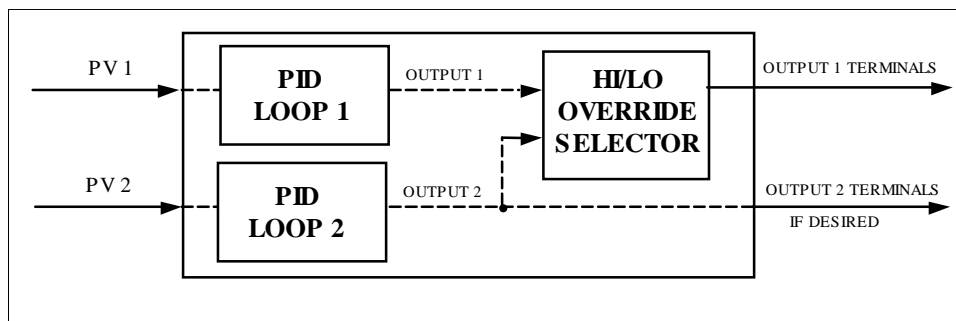 PV 1
PID
LOOP 1
OUTPUT 1
HI/LO
OVERRIDE
SELECTOR
OUTPUT 1 TERMINALS
PV 2
PID
LOOP 2
OUTPUT 2
OUTPUT 2 TERMINALS
IF DESIRED